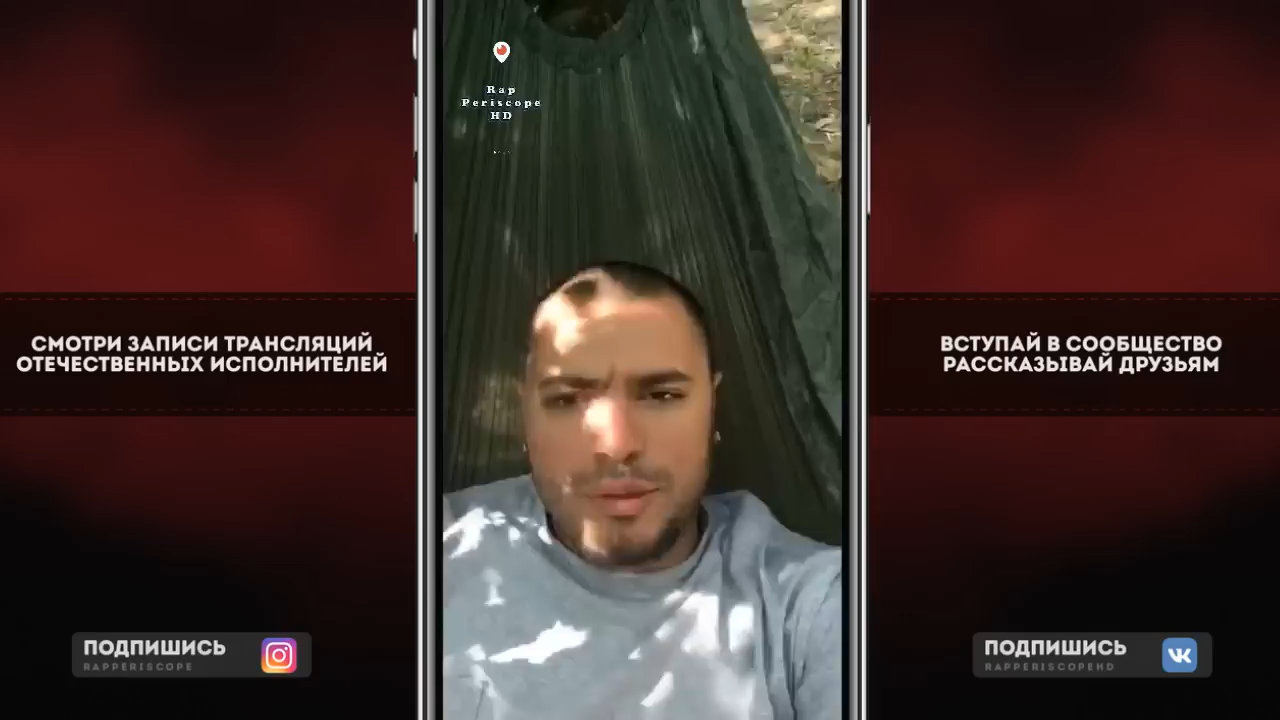 Rap
Periscope
HD
СМОТРИ ЗАПИСИ ТРАНСЛЯЦИЙ
ОТЕЧЕСТВЕННЫХ ИСПОЛНИТЕЛЕЙ
ВСТУПАЙ В СООБЩЕСТВО
РАССКАЗЫВАЙ ДРУЗЬЯМ
ПОДПИШИСЬ
RAPPERISCOPE
ПОДПИШИСЬ
RAPPERISCOPEHD